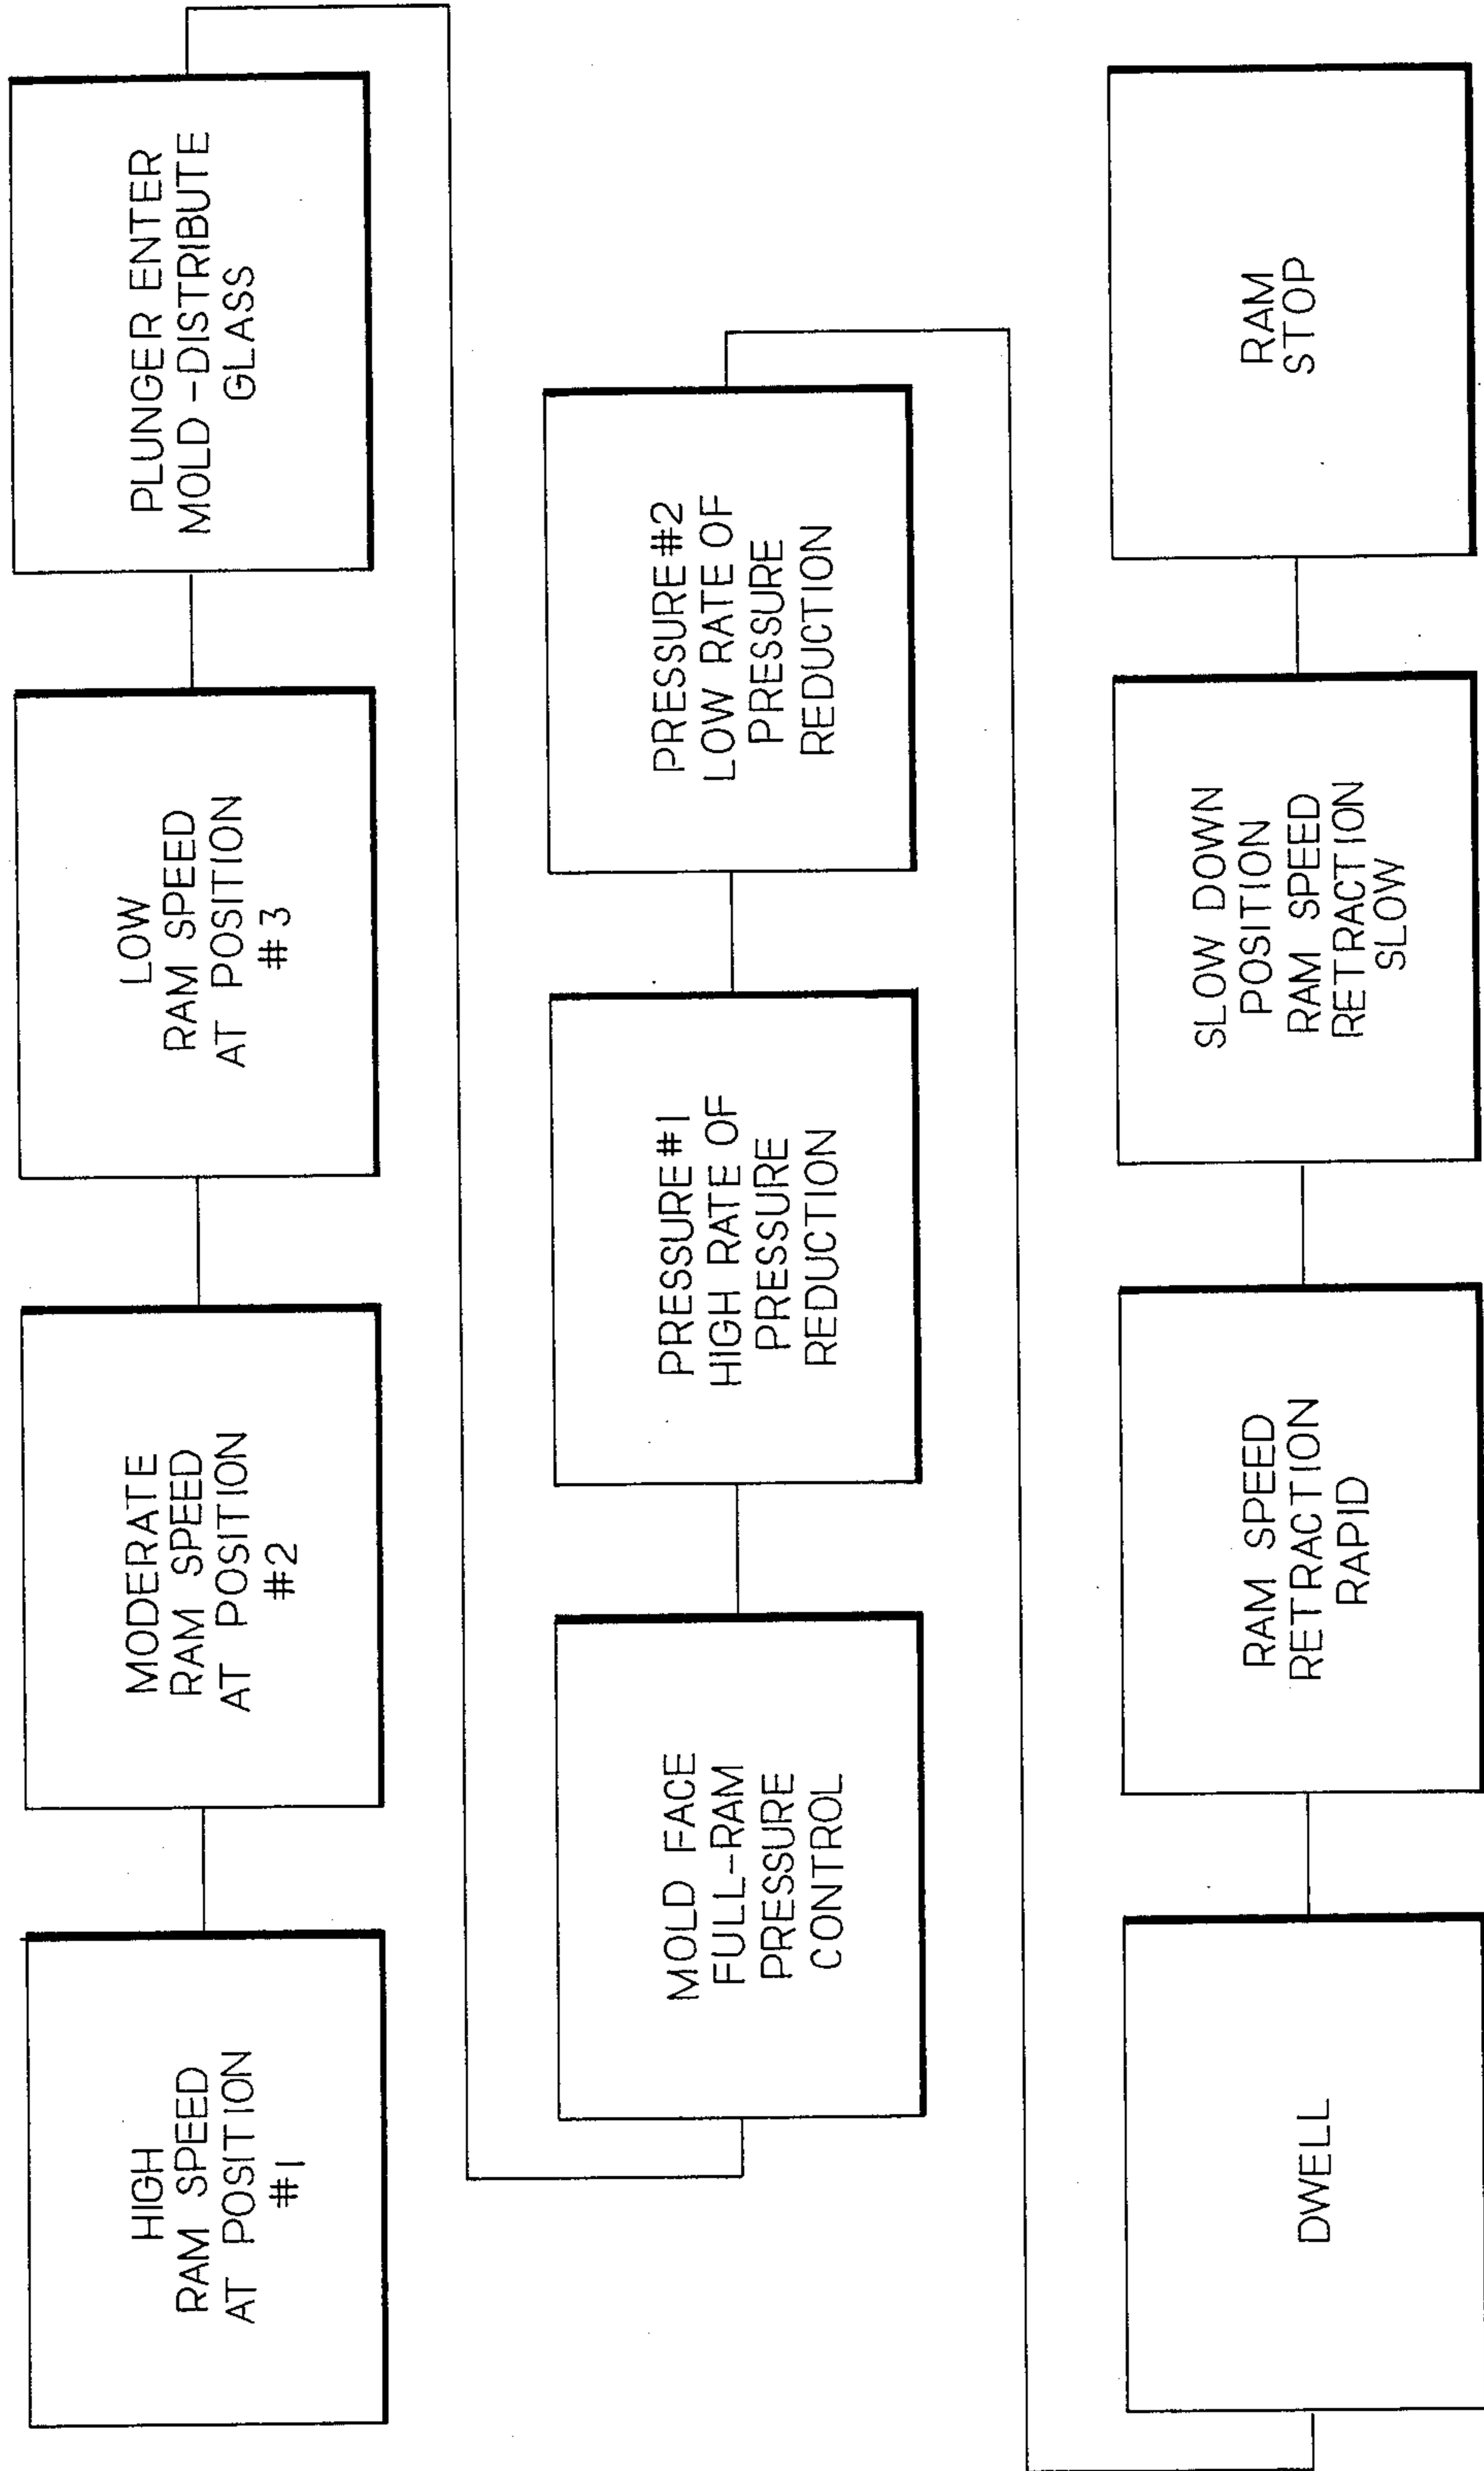 HIGH
RAM SPEED
AT POSITION
#1
MODERATE
RAM SPEED
AT POSITION
#2
LOW
RAM SPEED
AT POSITION
#3
PLUNGER ENTER
MOLD-DISTRIBUTE
GLASS
MOLD FACE
FULL-RAM
PRESSURE
CONTROL
PRESSURE #1
HIGH RATE OF
PRESSURE
REDUCTION
PRESSURE #2
LOW RATE OF
PRESSURE
REDUCTION
DWELL
RAM SPEED
RETRACTION
RAPID
SLOW DOWN
POSITION
RAM SPEED
RETRACTION
SLOW
RAM
STOP